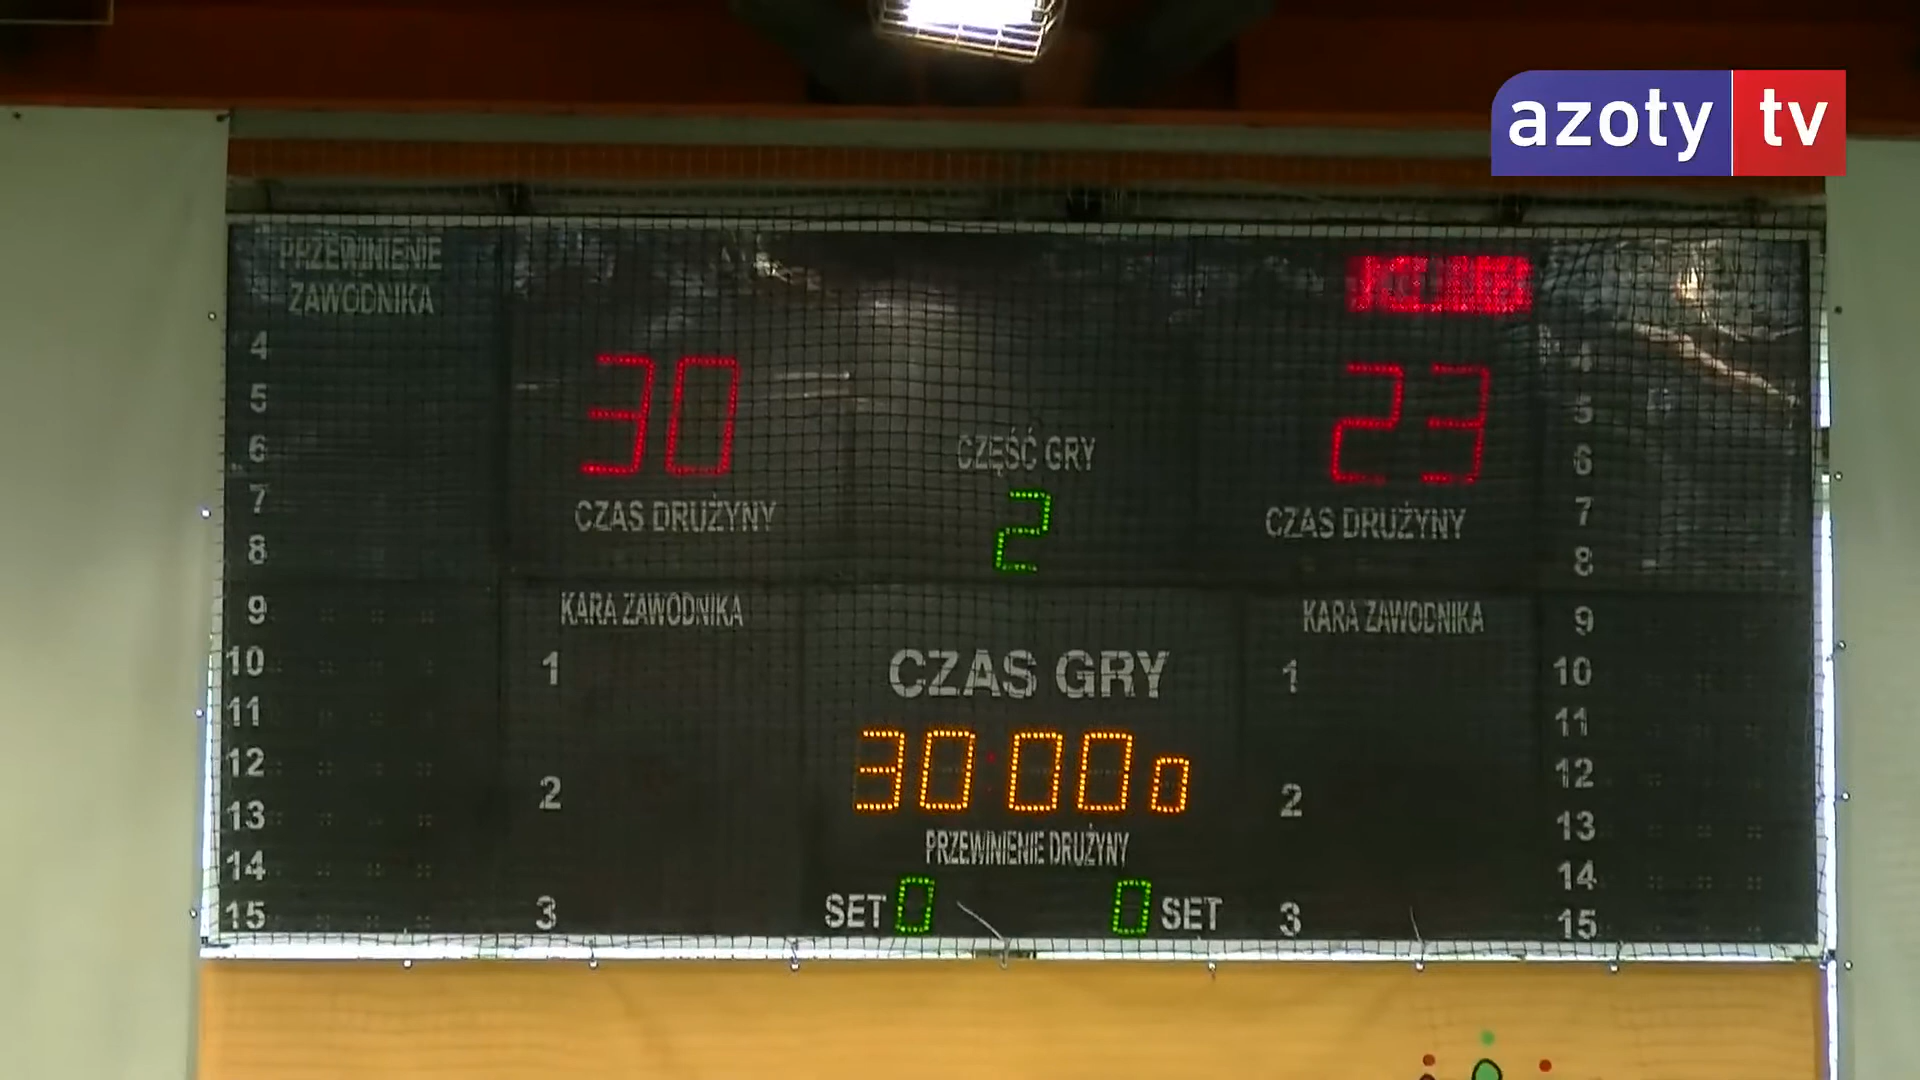 azoty tv
PRZEWINIENIE
ZAWODNIKA
4
5
6
7
8
9
10
11
12
13
14
15
30
CZAS DRUŻYNY
KARA ZAWODNIKA
1
2
3
CZĘŚĆ GRY
2
CZAS GRY
30:000
PRZEWINIENIE DRUŻYNY
SET 0
0 SET
23
CZAS DRUŻYNY
KARA ZAWODNIKA
1
2
3
4
5
6
7
8
9
10
11
12
13
14
15